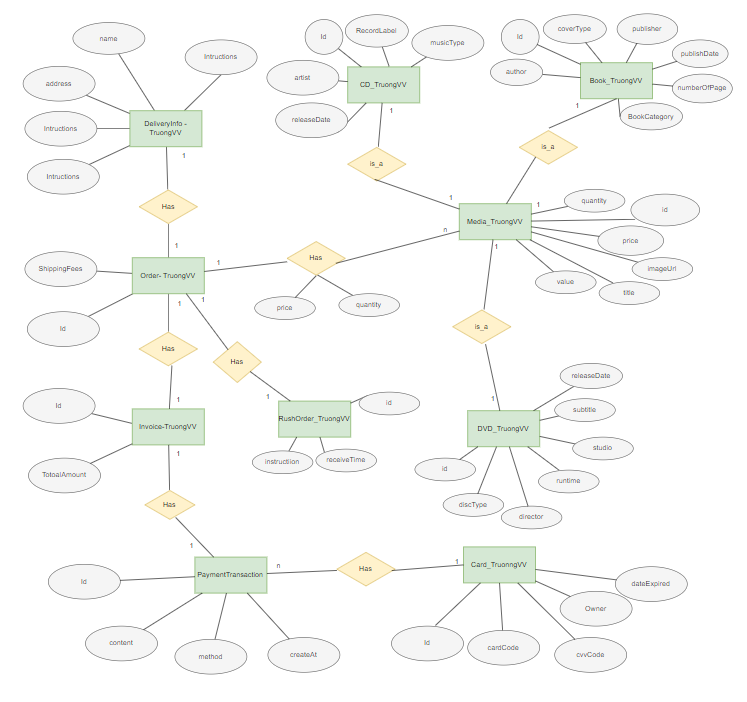 name
Intructions
address
Intructions
Intructions
DeliveryInfo -
TruongVV
1
Has
1
Id
RecordLabel
musicType
artist
releaseDate
CD_TruongVV
1
is_a
1
Id
coverType
publisher
publishDate
author
numberOfPage
BookCategory
Book_TruongVV
1
is_a
1
Media_TruongVV
n
1
quantity
id
price
imageUrl
title
value
ShippingFees
Id
Order- TruongVV
1
1
1
Has
price
quantity
is_a
1
Has
Has
1
1
Id
TotoalAmount
Invoice-TruongVV
1
RushOrder_TruongVV
id
instructiion
receiveTime
DVD_TruongVV
releaseDate
subtitle
studio
runtime
director
discType
id
Has
1
PaymentTransaction
n
Id
content
method
createAt
Has
1
Card_TruonngVV
dateExpired
Owner
cvvCode
cardCode
Id